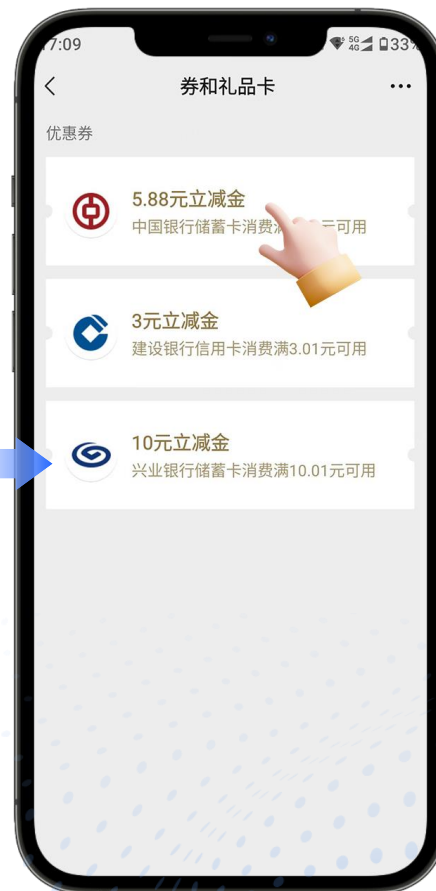 7:09
5G
4G
33%
券和礼品卡
优惠券
5.88元立减金
中国银行储蓄卡消费 元可用
3元立减金
建设银行信用卡消费满3.01元可用
10元立减金
兴业银行储蓄卡消费满10.01元可用